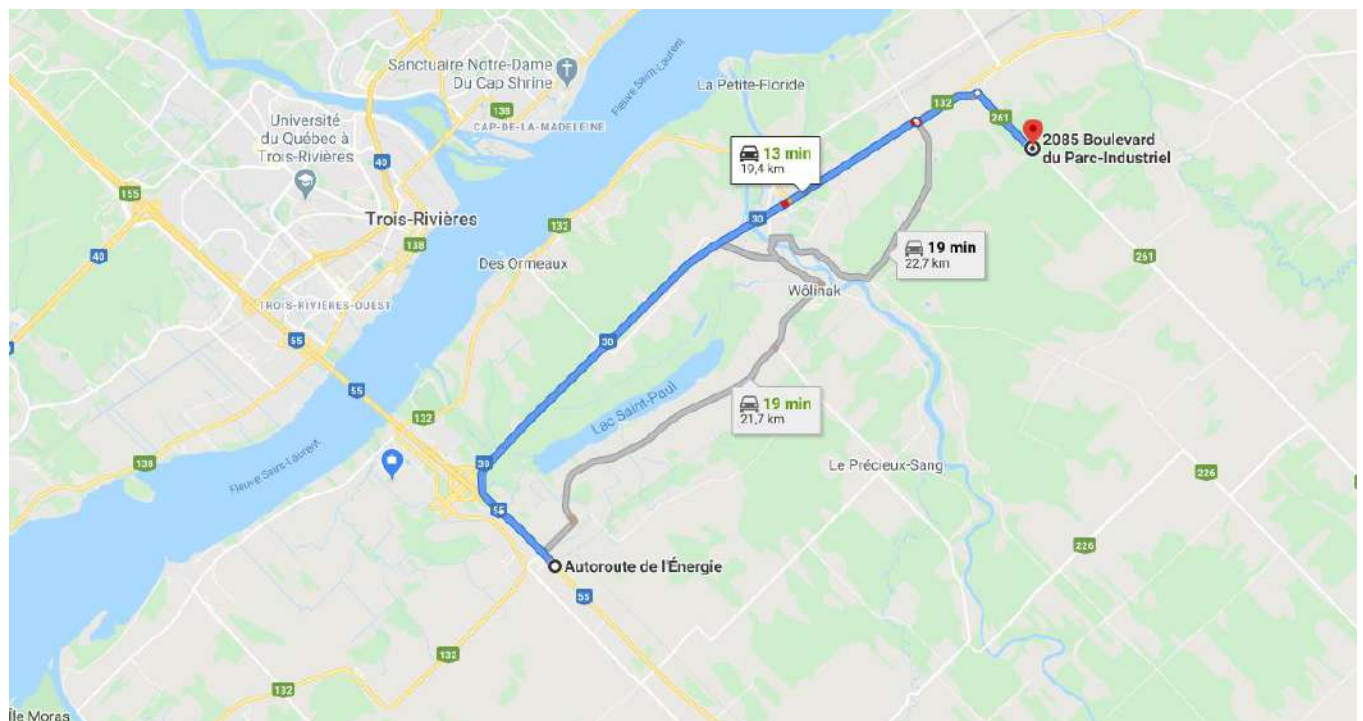 Sanctuaire Notre-Dame
Du Cap Shrine
Fleuve Saint-Laurent
La Petite-Floride
138
132
261
Université
du Québec à
Trois-Rivières
CAP-DE-LA-MADELEINE
40
2085 Boulevard
du Parc-Industriel
13 min
19,4 km
155
Trois-Rivières
138
132
30
40
19 min
22,7 km
261
Des Ormeaux
Wôlinak
TROIS-RIVIÈRES-OUEST
55
30
55
Lac Saint-Paul
19 min
21,7 km
132
138
Fleuve Saint-Laurent
30
Le Précieux-Sang
226
55
226
Autoroute de l'Énergie
55
132
132
Île Moras